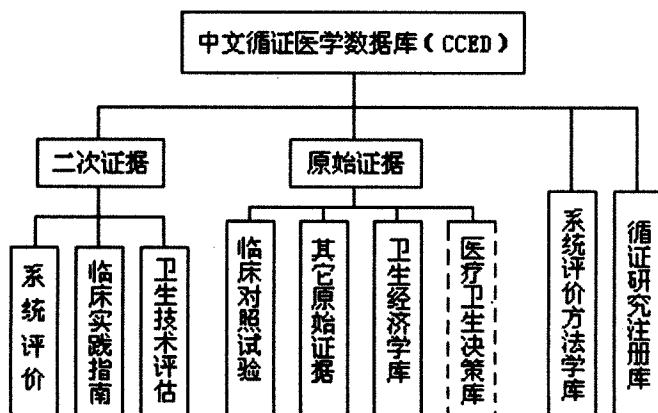 中文循证医学数据库(CCED)
二次证据
原始证据
系统评价
临床实践指南
卫生技术评估
临床对照试验
其它原始证据
卫生经济学库
医疗卫生决策库
系统评价方法学库
循证研究注册库